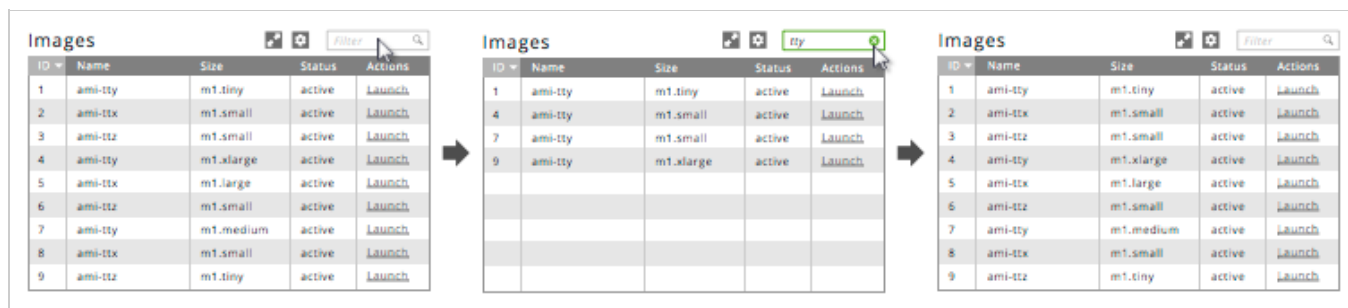 Images Filter
ID Name Size Status Actions
1 ami-tty m1.tiny active Launch
2 ami-ttx m1.small active Launch
3 ami-ttz m1.small active Launch
4 ami-tty m1.xlarge active Launch
5 ami-ttx m1.large active Launch
6 ami-ttz m1.small active Launch
7 ami-tty m1.medium active Launch
8 ami-ttx m1.small active Launch
9 ami-ttz m1.tiny active Launch
Images tty
ID Name Size Status Actions
1 ami-tty m1.tiny active Launch
4 ami-tty m1.small active Launch
7 ami-tty m1.small active Launch
9 ami-tty m1.xlarge active Launch
Images Filter
ID Name Size Status Actions
1 ami-tty m1.tiny active Launch
2 ami-ttx m1.small active Launch
3 ami-ttz m1.small active Launch
4 ami-tty m1.xlarge active Launch
5 ami-ttx m1.large active Launch
6 ami-ttz m1.small active Launch
7 ami-tty m1.medium active Launch
8 ami-ttx m1.small active Launch
9 ami-ttz m1.tiny active Launch